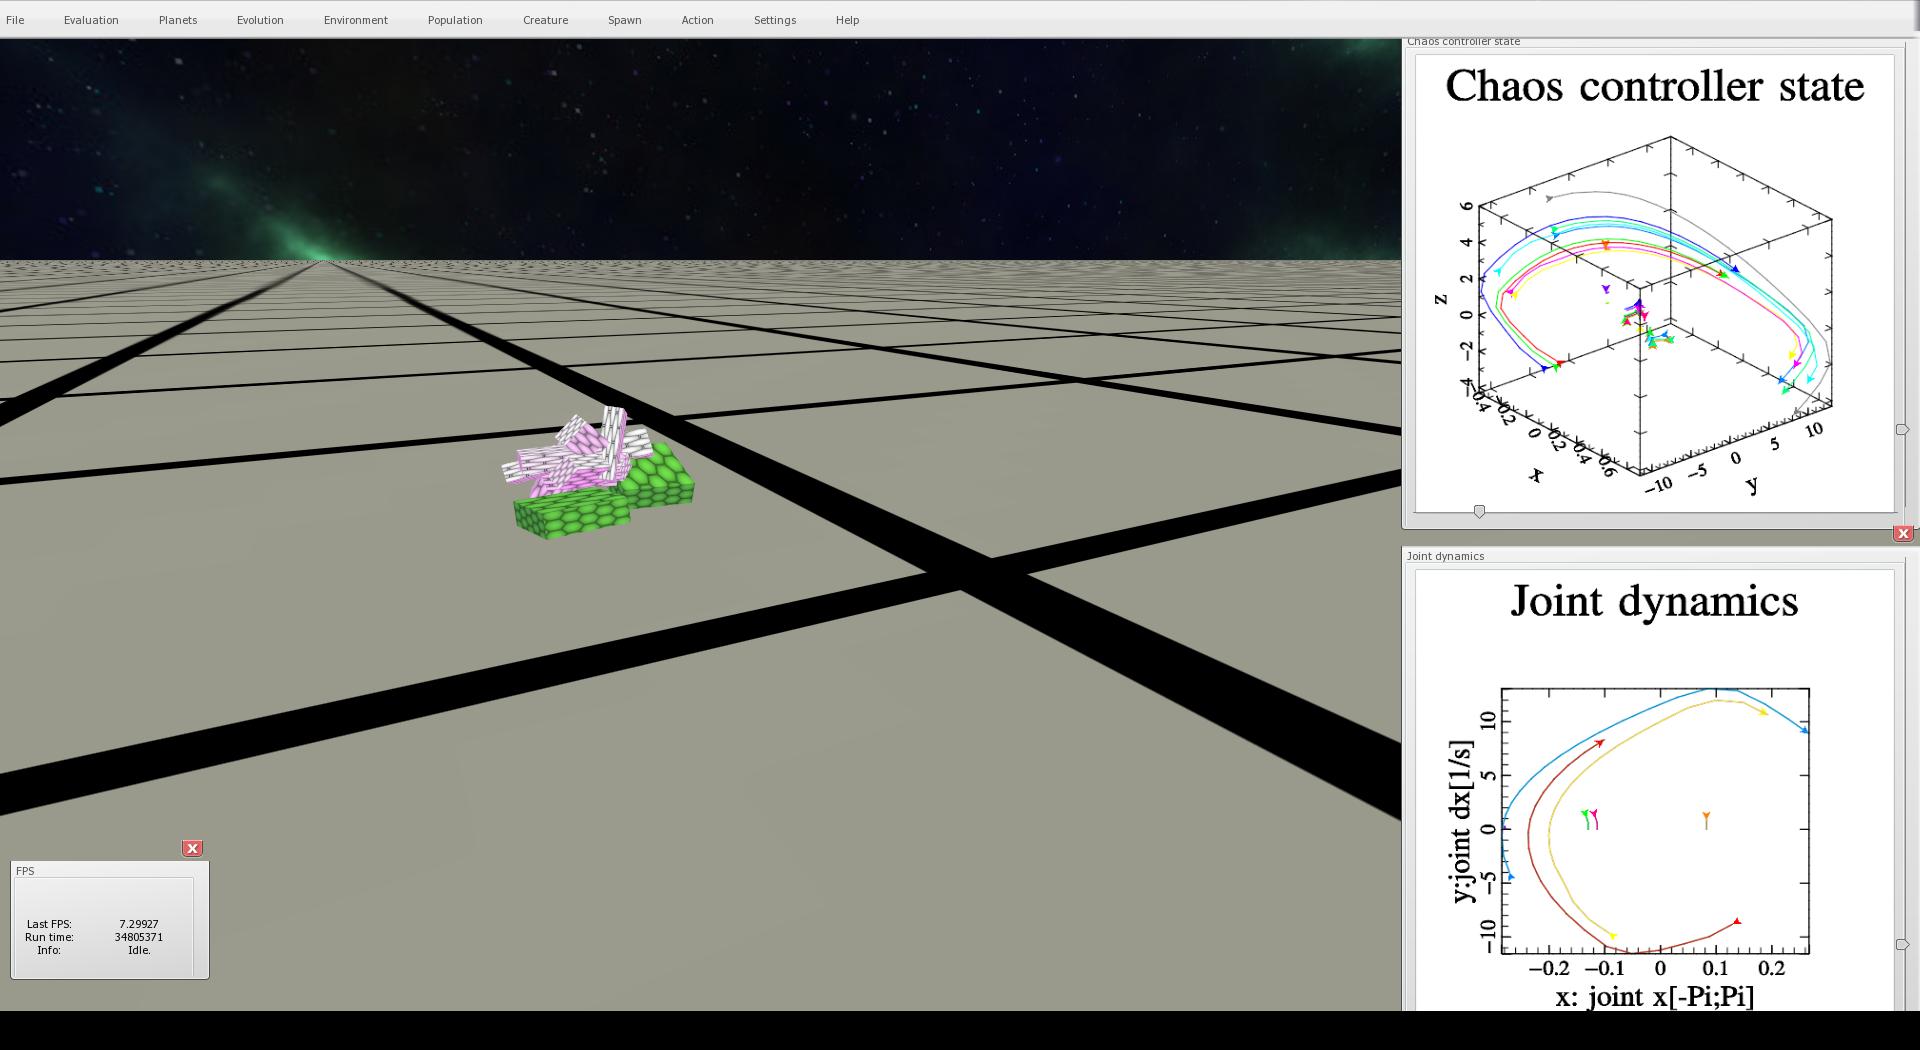 File Evaluation Planets Evolution Environment Population Creature Spawn Action Settings Help
Chaos controller state
Chaos controller state
6
4
2
z
0
−2
−4
−0.4
−0.2
0
0.2
0.4
0.6
x
−10
−5
0
5
10
y
X
Joint dynamics
Joint dynamics
10
5
0
−5
−10
y:joint dx[1/s]
−0.2 −0.1 0 0.1 0.2
x: joint x[-Pi;Pi]
X
FPS
Last FPS: 7.29927
Run time: 34805371
Info: Idle.